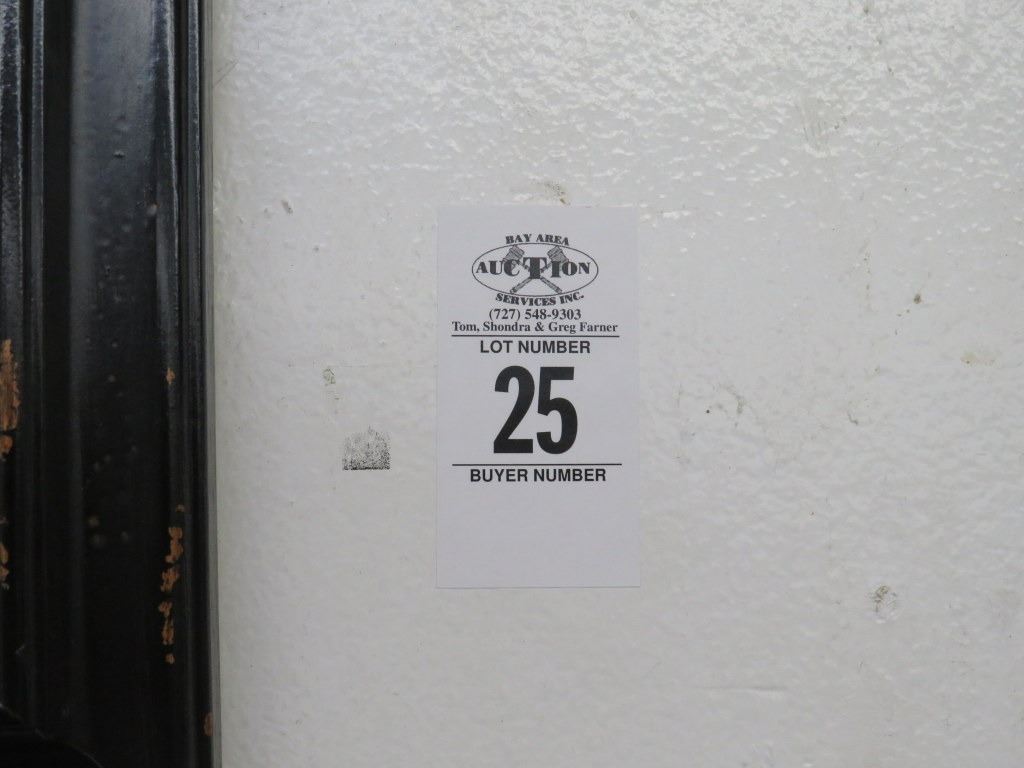 BAY AREA
AUCTION
SERVICES INC.
(727) 548-9303
Tom, Shondra & Greg Farner
LOT NUMBER
25
BUYER NUMBER